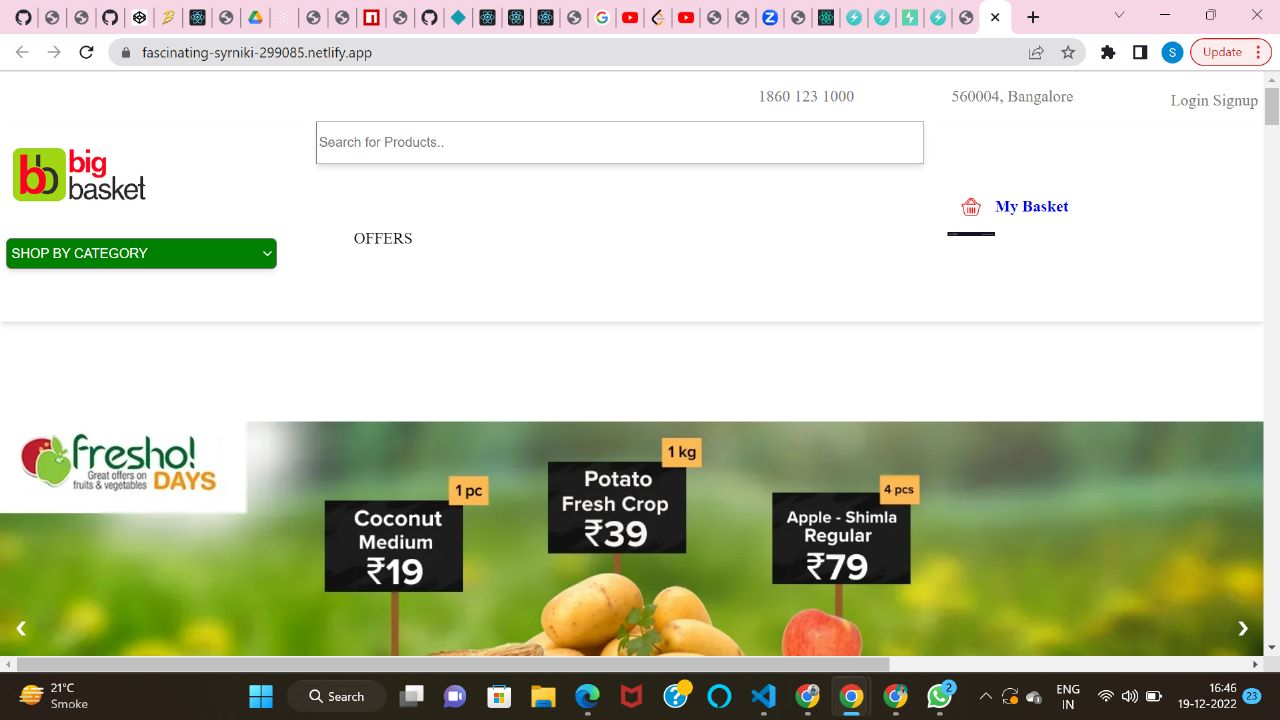 fascinating-syrniki-299085.netlify.app
S
Update
1860 123 1000
560004, Bangalore
Login Signup
Search for Products..
bb big
basket
My Basket
SHOP BY CATEGORY
OFFERS
fresho!
Great offers on
fruits & vegetables
DAYS
1 pc
Coconut
Medium
₹19
1 kg
Potato
Fresh Crop
₹39
4 pcs
Apple - Shimla
Regular
₹79
21°C
Smoke
Search
2
ENG
IN
16:46
19-12-2022
23